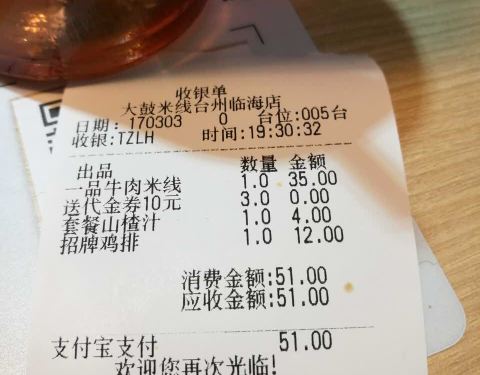 收银单
大鼓米线台州临海店
日期: 170303 0 台位:005台
收银:TZLH 时间:19:30:32
出品 数量 金额
一品牛肉米线 1.0 35.00
送代金券10元 3.0 0.00
套餐山楂汁 1.0 4.00
招牌鸡排 1.0 12.00
消费金额:51.00
应收金额:51.00
支付宝支付 51.00
欢迎您再次光临!